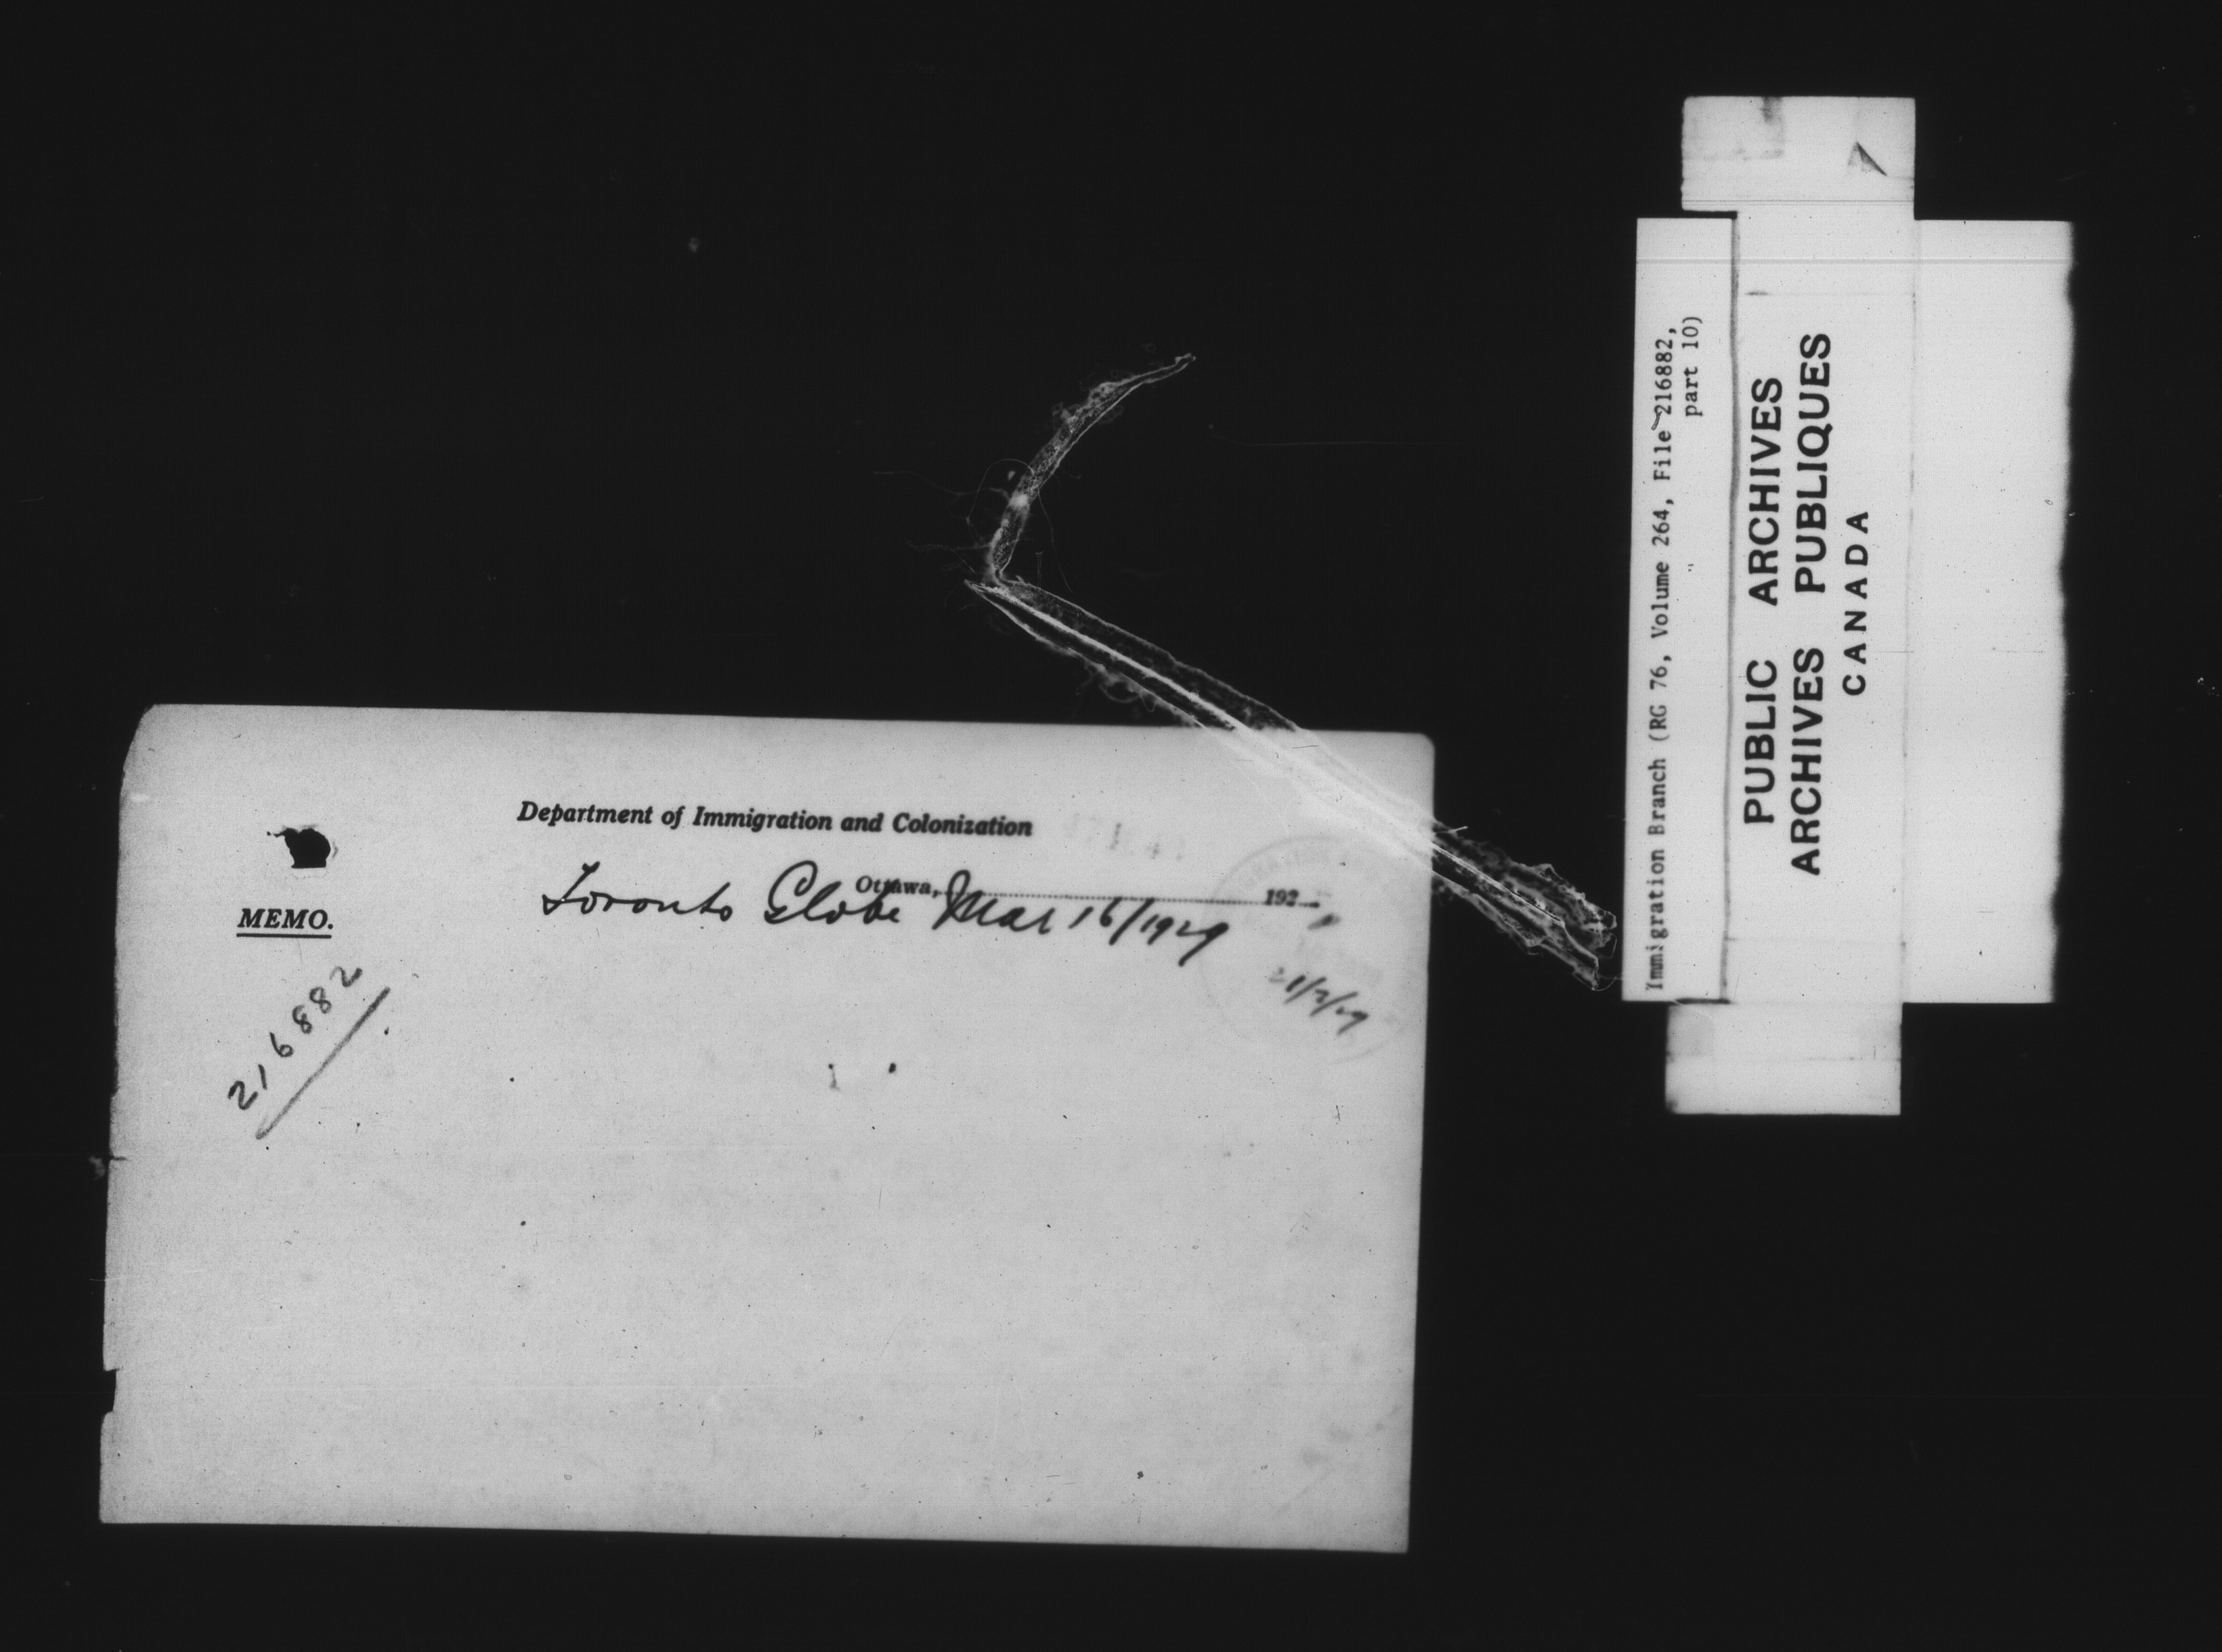 Department of Immigration and Colonization
Ottawa, 192
Toronto Globe Mar 16/1929
MEMO.
21/3/29
216882
Immigration Branch (RG 76, Volume 264, File 216882,
part 10)
PUBLIC ARCHIVES
ARCHIVES PUBLIQUES
CANADA